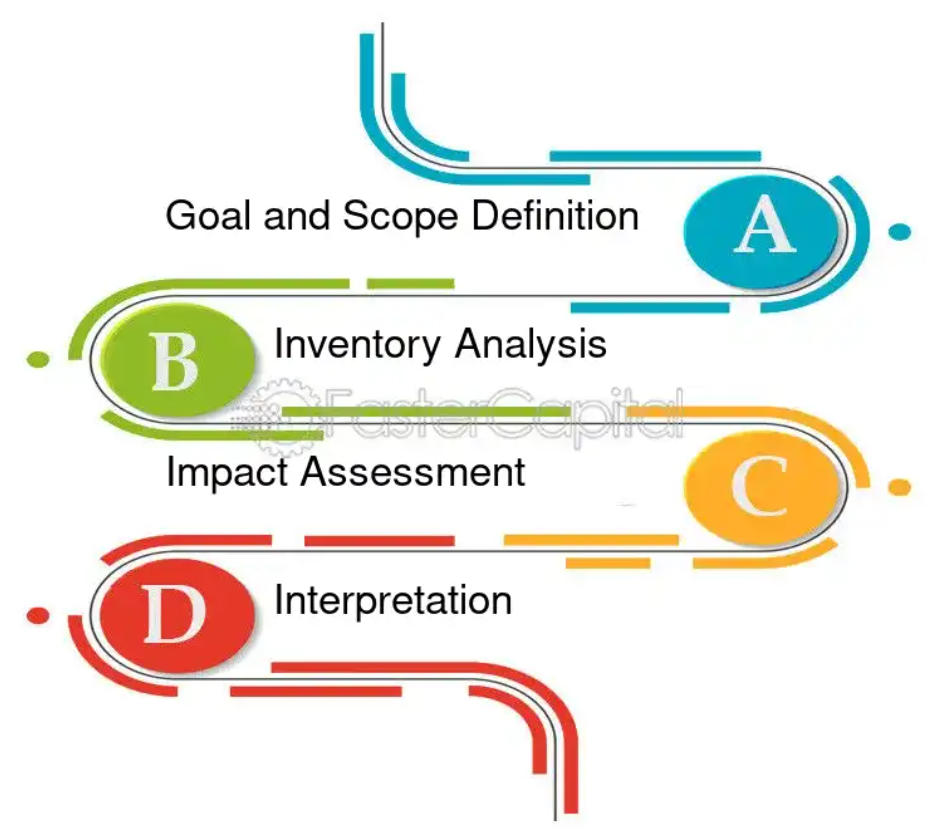 Goal and Scope Definition
A
B
Inventory Analysis
FasterCapital
Impact Assessment
C
D
Interpretation